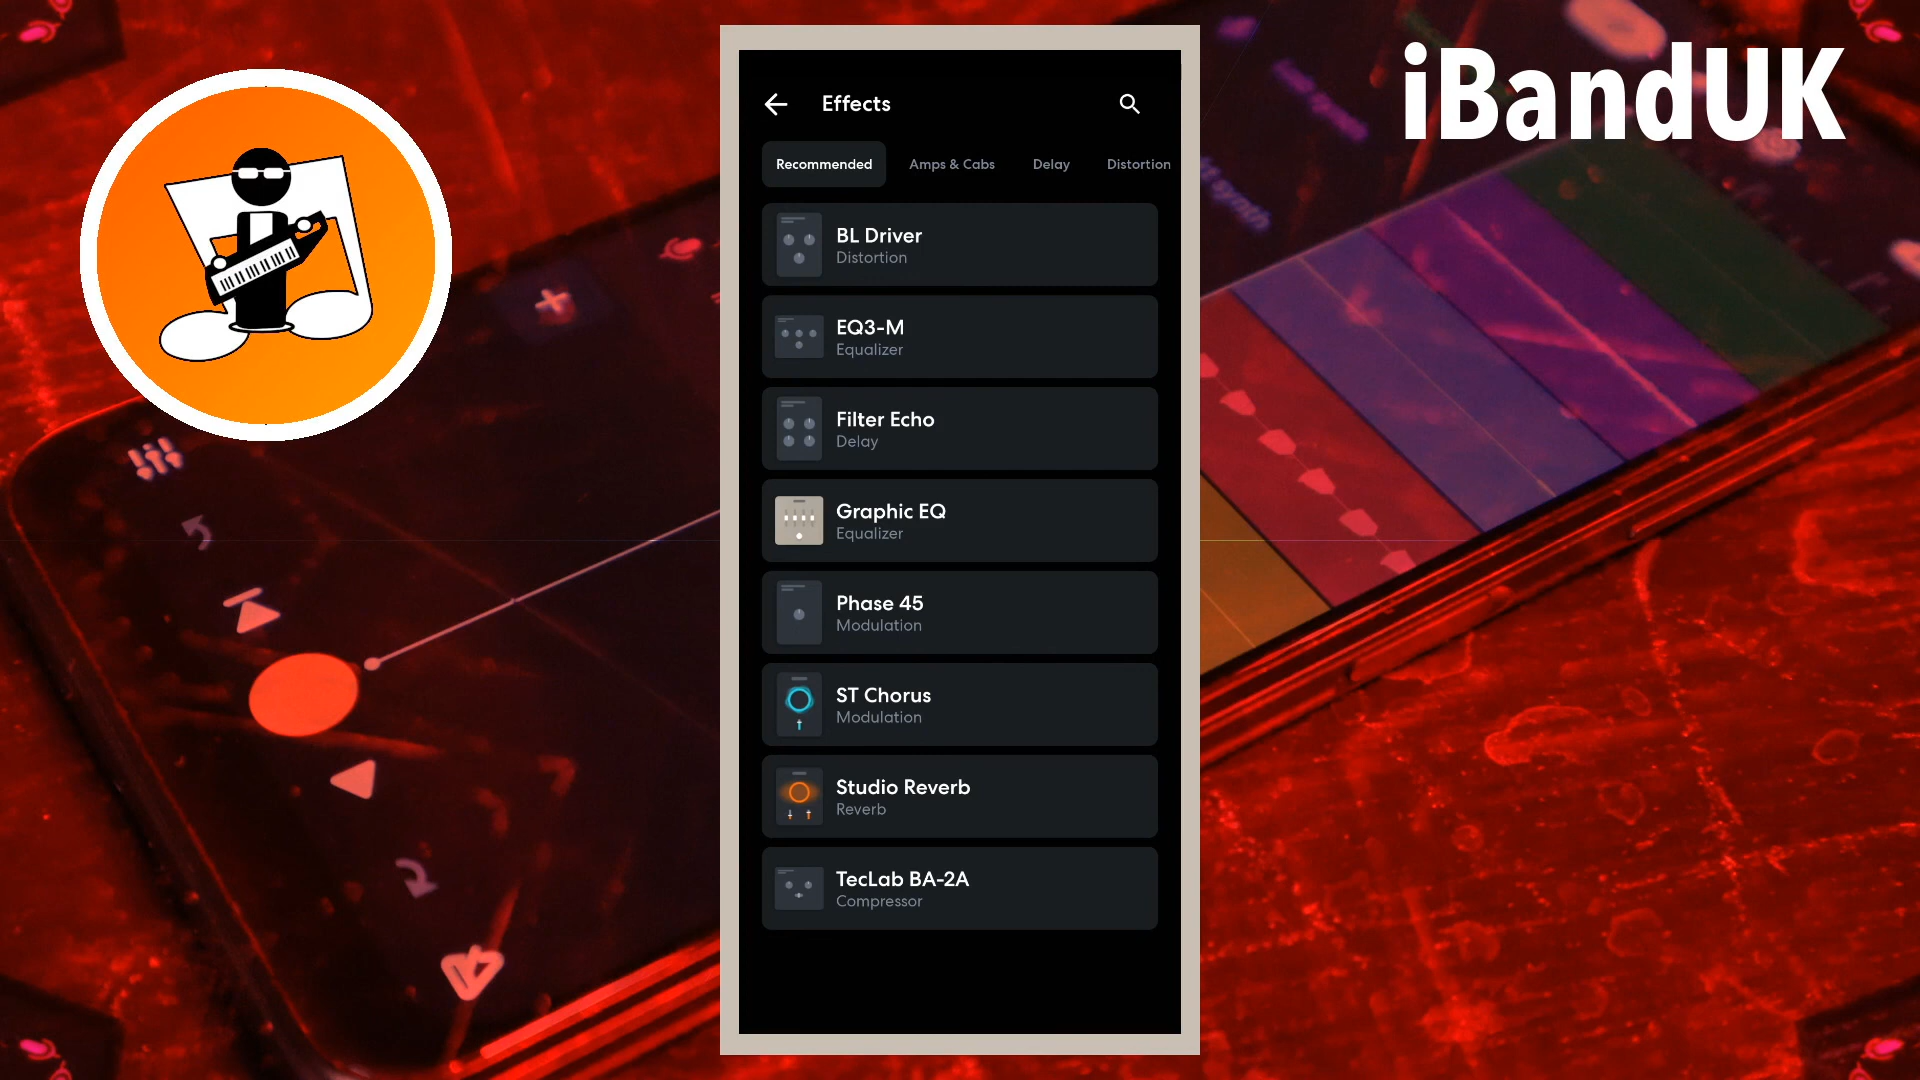 iBandUK
Effects
Recommended
Amps & Cabs
Delay
Distortion
BL Driver
Distortion
EQ3-M
Equalizer
Filter Echo
Delay
Graphic EQ
Equalizer
Phase 45
Modulation
ST Chorus
Modulation
Studio Reverb
Reverb
TecLab BA-2A
Compressor